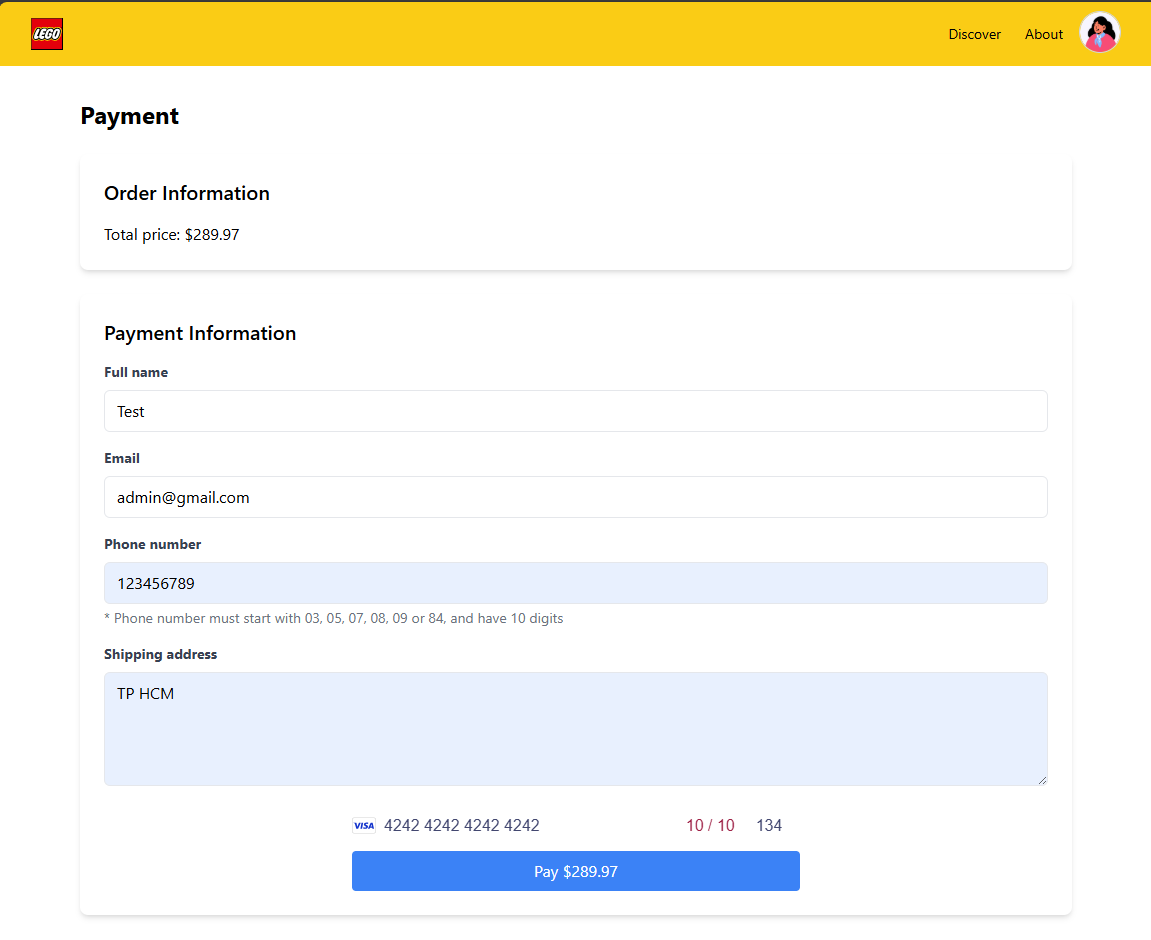 LEGO
Discover About
Payment
Order Information
Total price: $289.97
Payment Information
Full name
Test
Email
admin@gmail.com
Phone number
123456789
* Phone number must start with 03, 05, 07, 08, 09 or 84, and have 10 digits
Shipping address
TP HCM
VISA 4242 4242 4242 4242 10 / 10 134
Pay $289.97